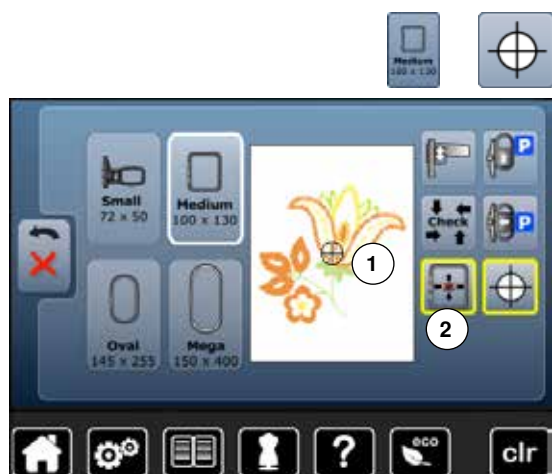 Medium
100 x 130
Small
72 x 50
Medium
100 x 130
Oval
145 x 255
Mega
150 x 400
1
P
Check
P
2
?
eco
clr